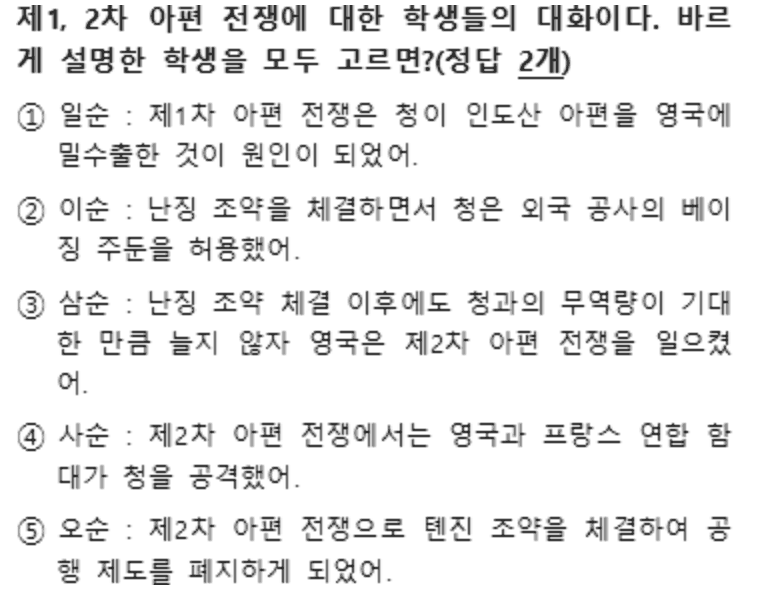 제1, 2차 아편 전쟁에 대한 학생들의 대화이다. 바르
게 설명한 학생을 모두 고르면?(정답 2개)
① 일순 : 제1차 아편 전쟁은 청이 인도산 아편을 영국에
밀수출한 것이 원인이 되었어.
② 이순 : 난징 조약을 체결하면서 청은 외국 공사의 베이
징 주둔을 허용했어.
③ 삼순 : 난징 조약 체결 이후에도 청과의 무역량이 기대
한 만큼 늘지 않자 영국은 제2차 아편 전쟁을 일으켰
어.
④ 사순 : 제2차 아편 전쟁에서는 영국과 프랑스 연합 함
대가 청을 공격했어.
⑤ 오순 : 제2차 아편 전쟁으로 톈진 조약을 체결하여 공
행 제도를 폐지하게 되었어.